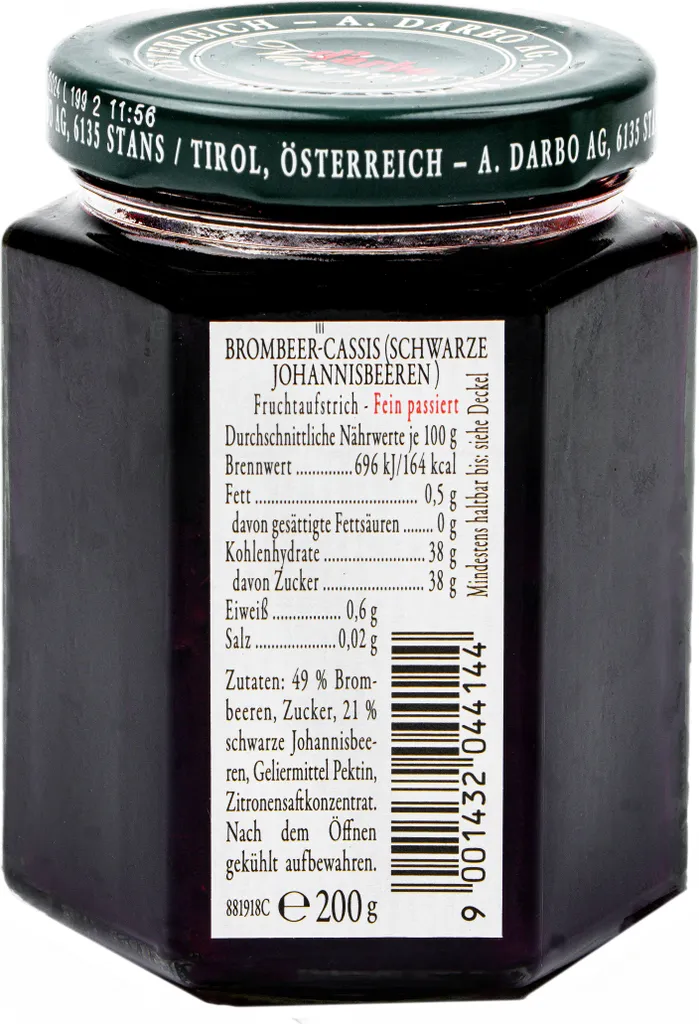 ÖSTERREICH – A. DARBO AG,
L 199 2 11:56
AG, 6135 STANS / TIROL, ÖSTERREICH – A. DARBO AG, 6135
BROMBEER-CASSIS (SCHWARZE
JOHANNISBEEREN)
Fruchtaufstrich - Fein passiert
Durchschnittliche Nährwerte je 100 g
Brennwert .............696 kJ/164 kcal
Fett ..................................... 0,5 g
davon gesättigte Fettsäuren ....... 0 g
Kohlenhydrate ....................... 38 g
davon Zucker ....................... 38 g
Eiweiß ................. 0,6 g
Salz ....................0,02 g
Mindestens haltbar bis: siehe Deckel
Zutaten: 49 % Brom-
beeren, Zucker, 21 %
schwarze Johannisbee-
ren, Geliermittel Pektin,
Zitronensaftkonzentrat.
Nach dem Öffnen
gekühlt aufbewahren.
881918C ℮ 200 g
9 001432 044144